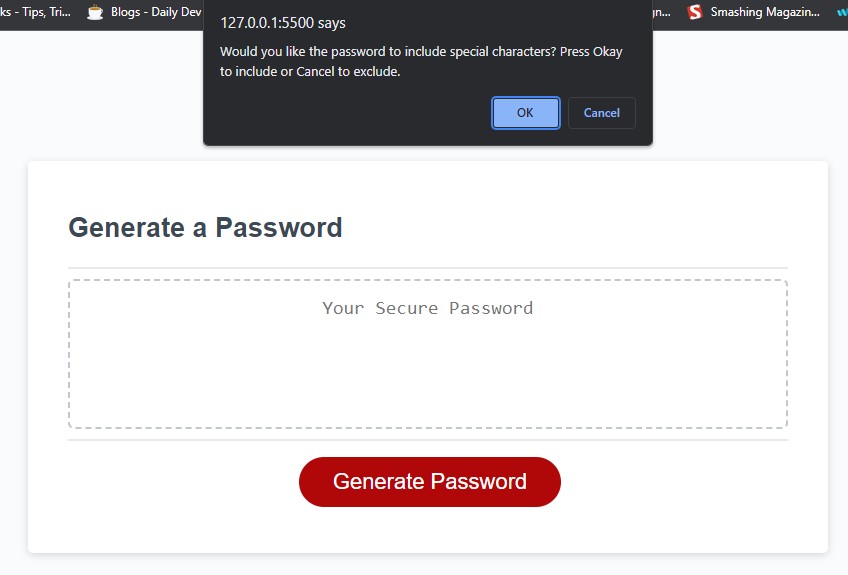 ks - Tips, Tri... Blogs - Daily Dev
127.0.0.1:5500 says
n... Smashing Magazin...
Would you like the password to include special characters? Press Okay
to include or Cancel to exclude.
OK Cancel
Generate a Password
Your Secure Password
Generate Password